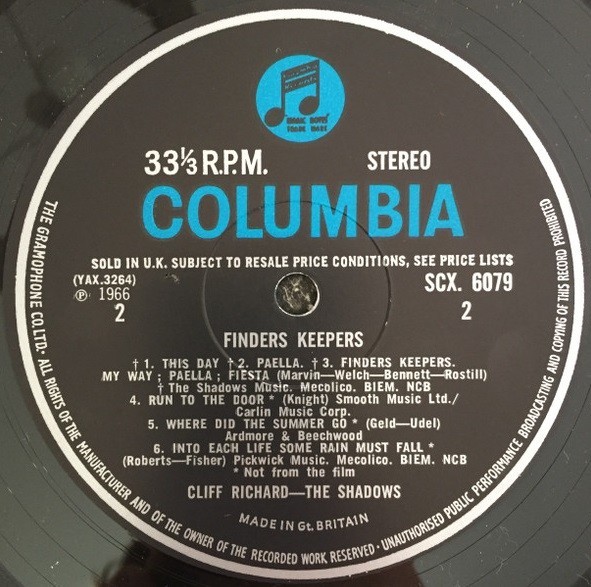 Columbia
Records
MAGIC NOTES
TRADE MARK
33⅓ R.P.M. STEREO
COLUMBIA
SOLD IN U.K. SUBJECT TO RESALE PRICE CONDITIONS, SEE PRICE LISTS
(YAX.3264) SCX. 6079
℗ 1966
2 2
FINDERS KEEPERS
† 1. THIS DAY † 2. PAELLA. † 3. FINDERS KEEPERS.
MY WAY ; PAELLA ; FIESTA (Marvin—Welch—Bennett—Rostill)
† The Shadows Music. Mecolico. BIEM. NCB
4. RUN TO THE DOOR * (Knight) Smooth Music Ltd./
Carlin Music Corp.
5. WHERE DID THE SUMMER GO * (Geld—Udel)
Ardmore & Beechwood
6. INTO EACH LIFE SOME RAIN MUST FALL *
(Roberts—Fisher) Pickwick Music. Mecolico. BIEM. NCB
* Not from the film
CLIFF RICHARD—THE SHADOWS
MADE IN Gt. BRITAIN
THE GRAMOPHONE CO. LTD. · ALL RIGHTS OF THE MANUFACTURER AND OF THE OWNER OF THE RECORDED WORK RESERVED · UNAUTHORISED PUBLIC PERFORMANCE BROADCASTING AND COPYING OF THIS RECORD PROHIBITED